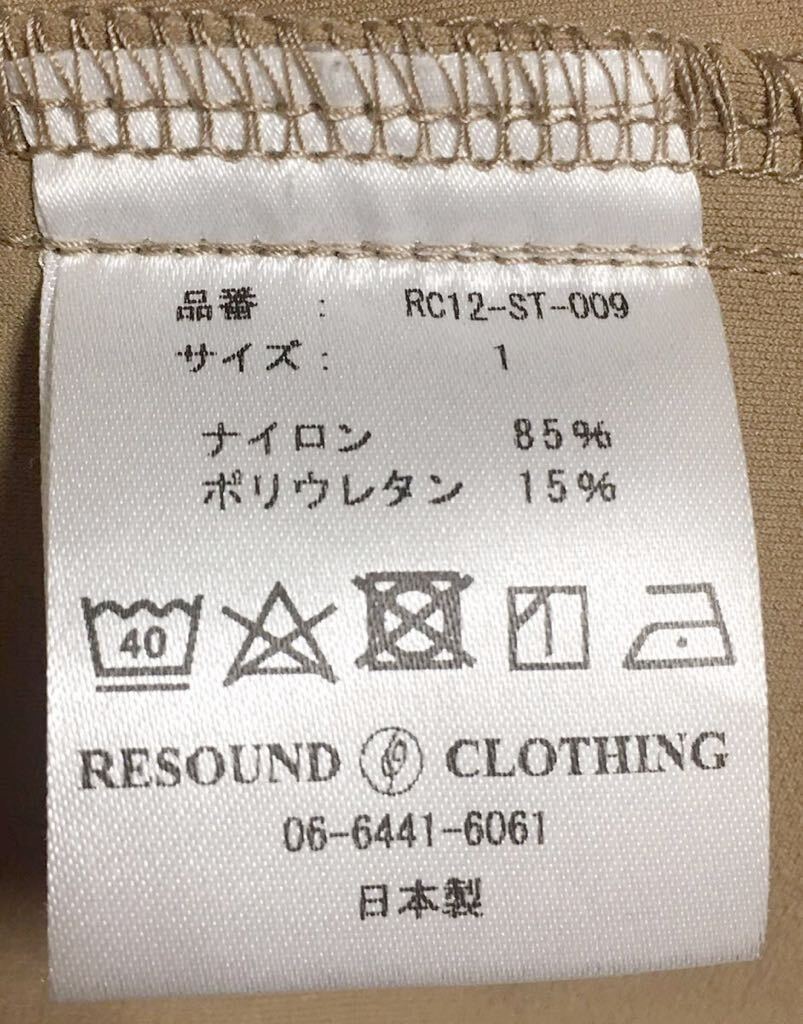 品番 : RC12-ST-009
サイズ: 1
ナイロン 85%
ポリウレタン 15%
40
RESOUND CLOTHING
06-6441-6061
日本製